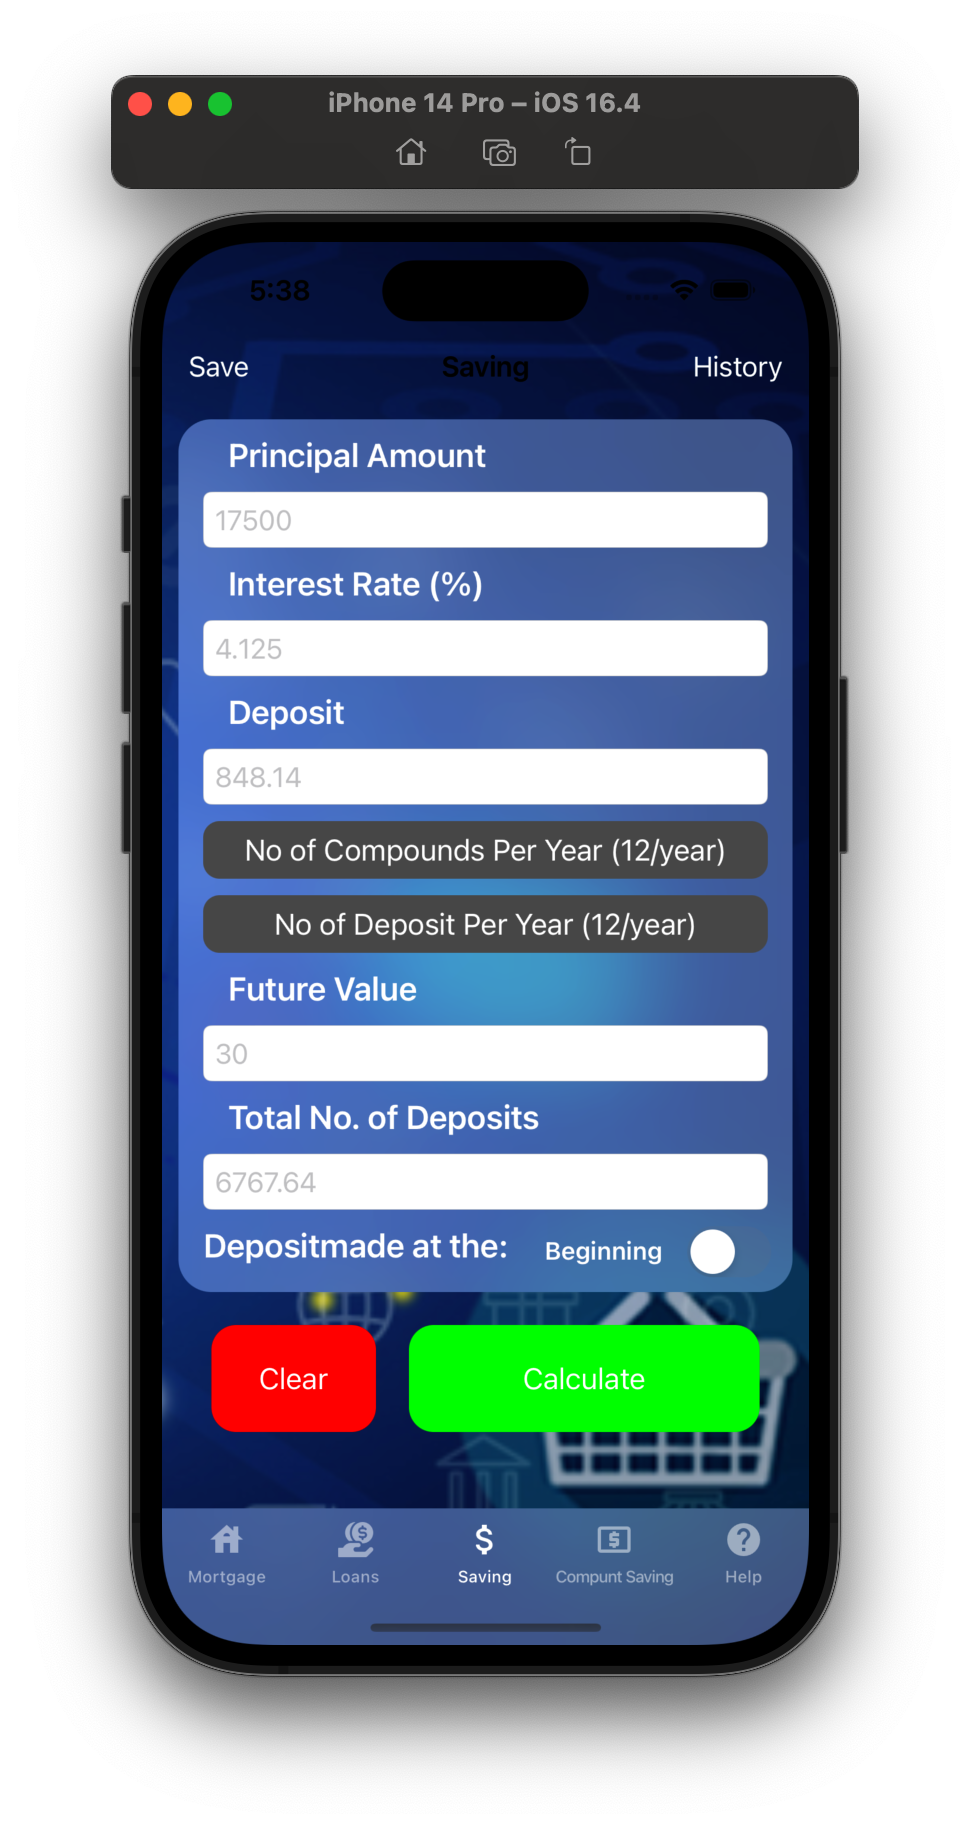 iPhone 14 Pro – iOS 16.4
5:38
Save Saving History
Principal Amount
17500
Interest Rate (%)
4.125
Deposit
848.14
No of Compounds Per Year (12/year)
No of Deposit Per Year (12/year)
Future Value
30
Total No. of Deposits
6767.64
Depositmade at the: Beginning
Clear Calculate
Mortgage Loans Saving Compunt Saving Help